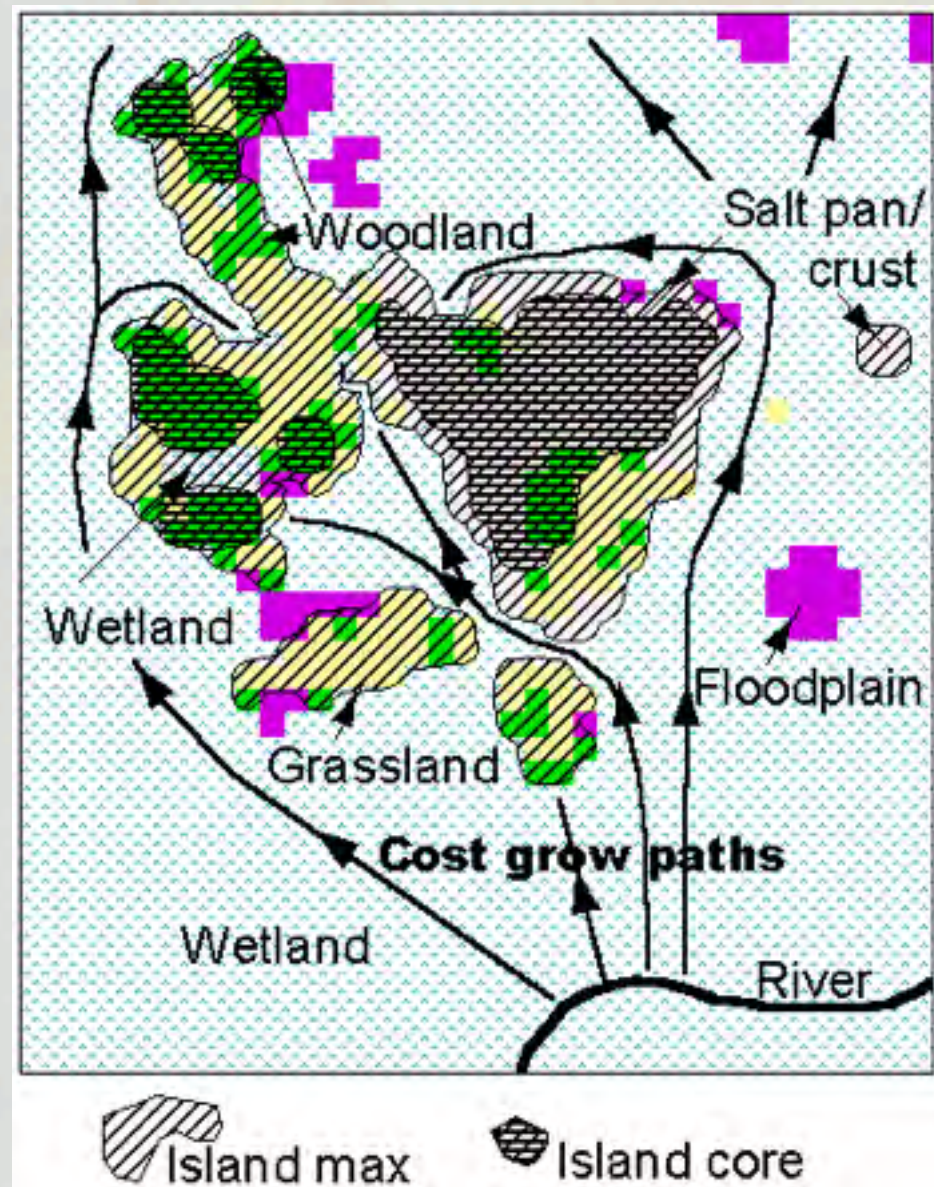 Woodland
Salt pan/
crust
Wetland
Floodplain
Grassland
Cost grow paths
Wetland
River
Island max
Island core